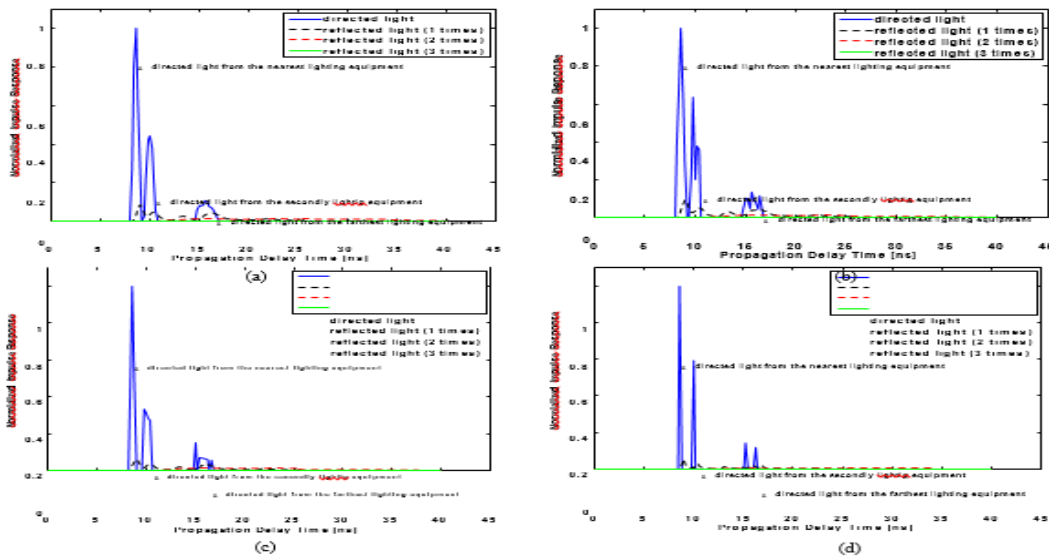 directed light
reflected light (1 times)
reflected light (2 times)
reflected light (3 times)
1
directed light from the nearest lighting equipment
0.8
Normalized Impulse Response
0.6
0.4
0.2
directed light from the secondly lighting equipment
directed light from the farthest lighting equipment
0
0 5 10 15 20 25 30 35 40 45
Propagation Delay Time [ns]
(a)
directed light
reflected light (1 times)
reflected light (2 times)
reflected light (3 times)
1
directed light from the nearest lighting equipment
0.8
Normalized Impulse Response
0.6
0.4
0.2
directed light from the secondly lighting equipment
directed light from the farthest lighting equipment
0
0 5 10 15 20 25 30 35 40 45
Propagation Delay Time [ns]
(b)
directed light
reflected light (1 times)
reflected light (2 times)
reflected light (3 times)
1
directed light from the nearest lighting equipment
0.8
Normalized Impulse Response
0.6
0.4
0.2
directed light from the secondly lighting equipment
directed light from the farthest lighting equipment
0
0 5 10 15 20 25 30 35 40 45
Propagation Delay Time [ns]
(c)
directed light
reflected light (1 times)
reflected light (2 times)
reflected light (3 times)
1
directed light from the nearest lighting equipment
0.8
Normalized Impulse Response
0.6
0.4
0.2
directed light from the secondly lighting equipment
directed light from the farthest lighting equipment
0
0 5 10 15 20 25 30 35 40 45
Propagation Delay Time [ns]
(d)